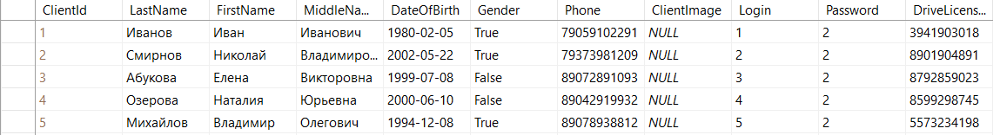 ClientId LastName FirstName MiddleNa... DateOfBirth Gender Phone ClientImage Login Password DriveLicens...
1 Иванов Иван Иванович 1980-02-05 True 79059102291 NULL 1 2 3941903018
2 Смирнов Николай Владимиро... 2002-05-22 True 79373981209 NULL 2 2 8901904891
3 Абукова Елена Викторовна 1999-07-08 False 89072891093 NULL 3 2 8792859023
4 Озерова Наталия Юрьевна 2000-06-10 False 89042919932 NULL 4 2 8599298745
5 Михайлов Владимир Олегович 1994-12-08 True 89078938812 NULL 5 2 5573234198